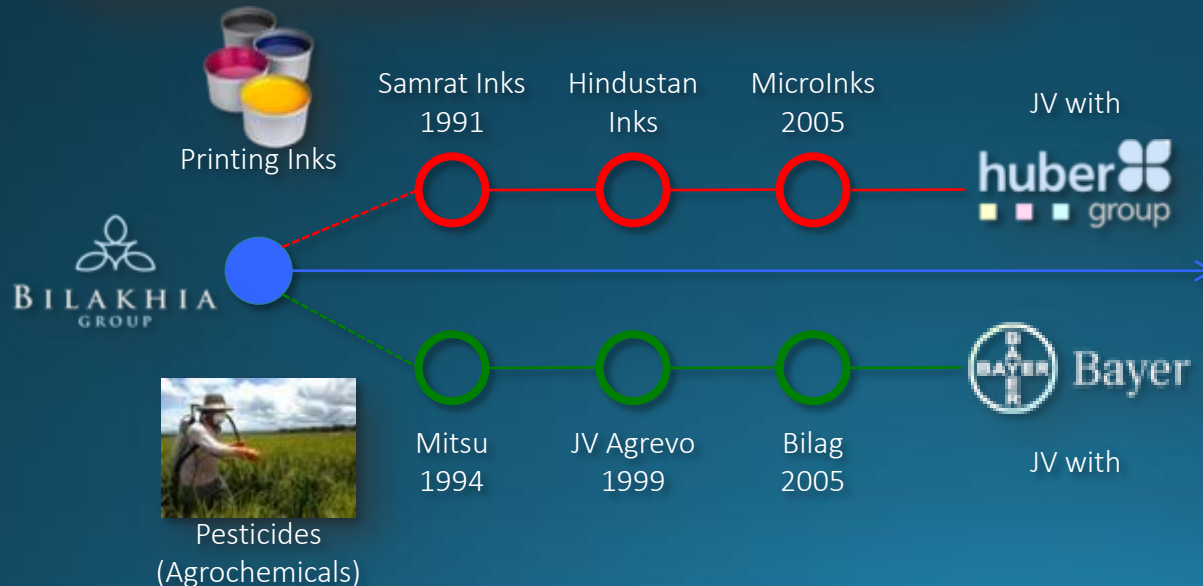 Printing Inks
Samrat Inks
1991
Hindustan
Inks
MicroInks
2005
JV with
huber
group
BILAKHIA
GROUP
BAYER
BAYER
Bayer
Pesticides
(Agrochemicals)
Mitsu
1994
JV Agrevo
1999
Bilag
2005
JV with